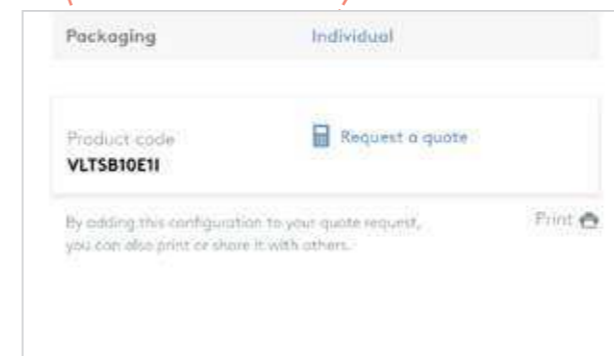 Packaging Individual
Product code Request a quote
VLTSB10E1I
By adding this configuration to your quote request, Print
you can also print or share it with others.